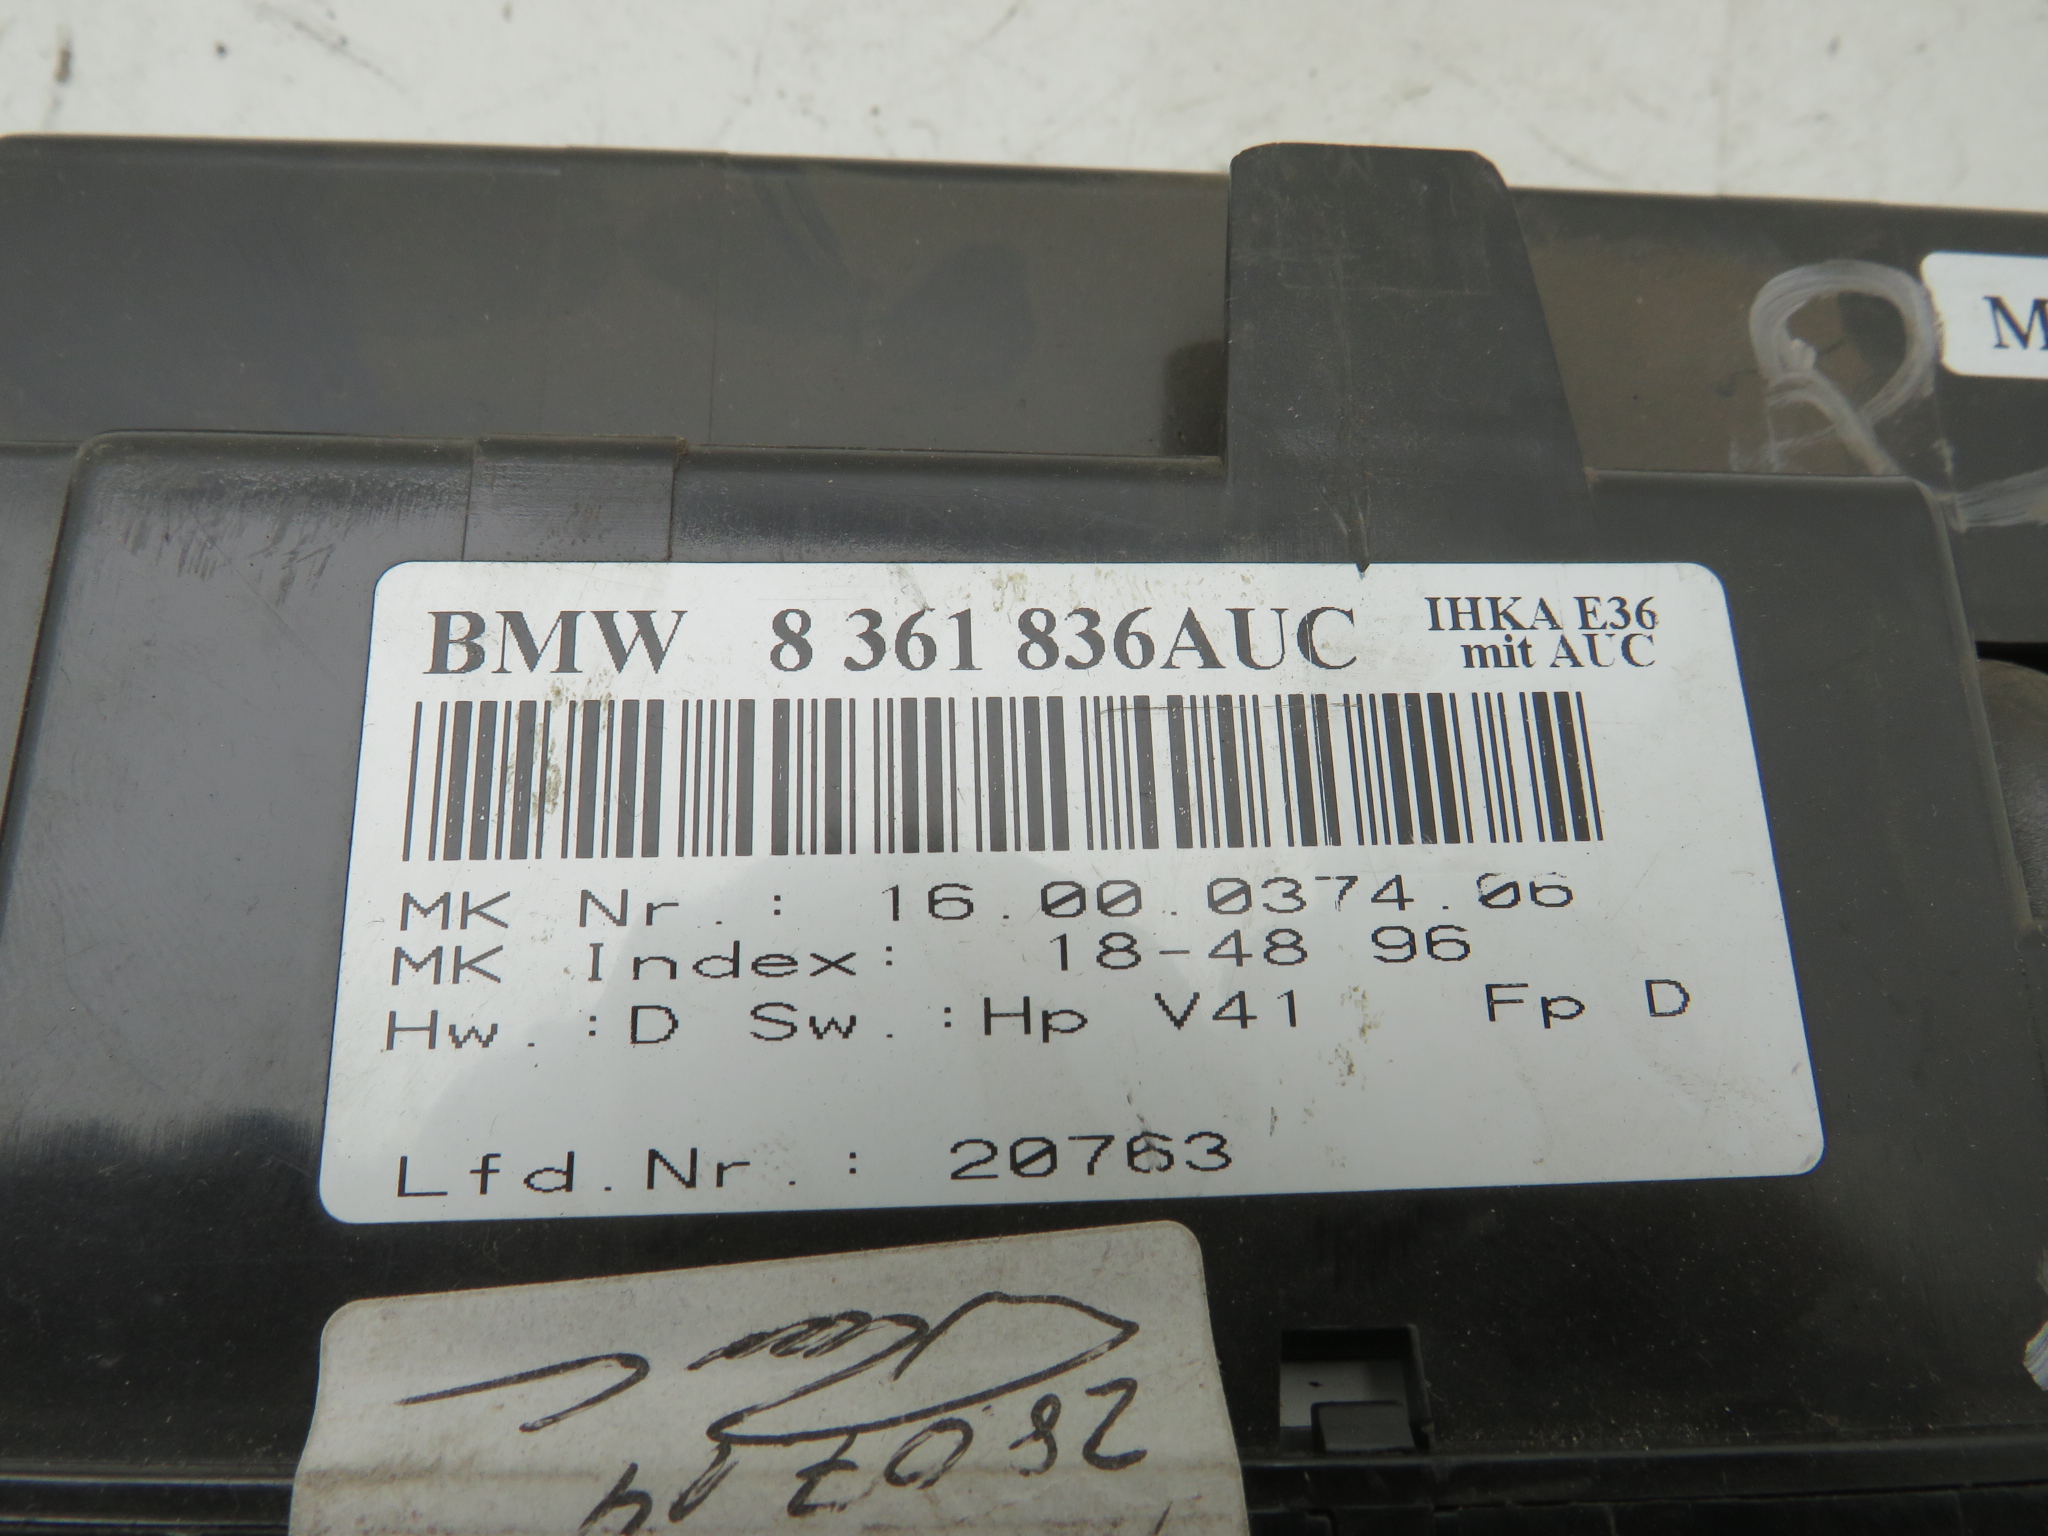 BMW 8 361 836AUC IHKA E36
mit AUC
MK Nr.: 16.00.0374.06
MK Index: 18-48 96
Hw.:D Sw.:Hp V41 Fp D
Lfd.Nr.: 20763